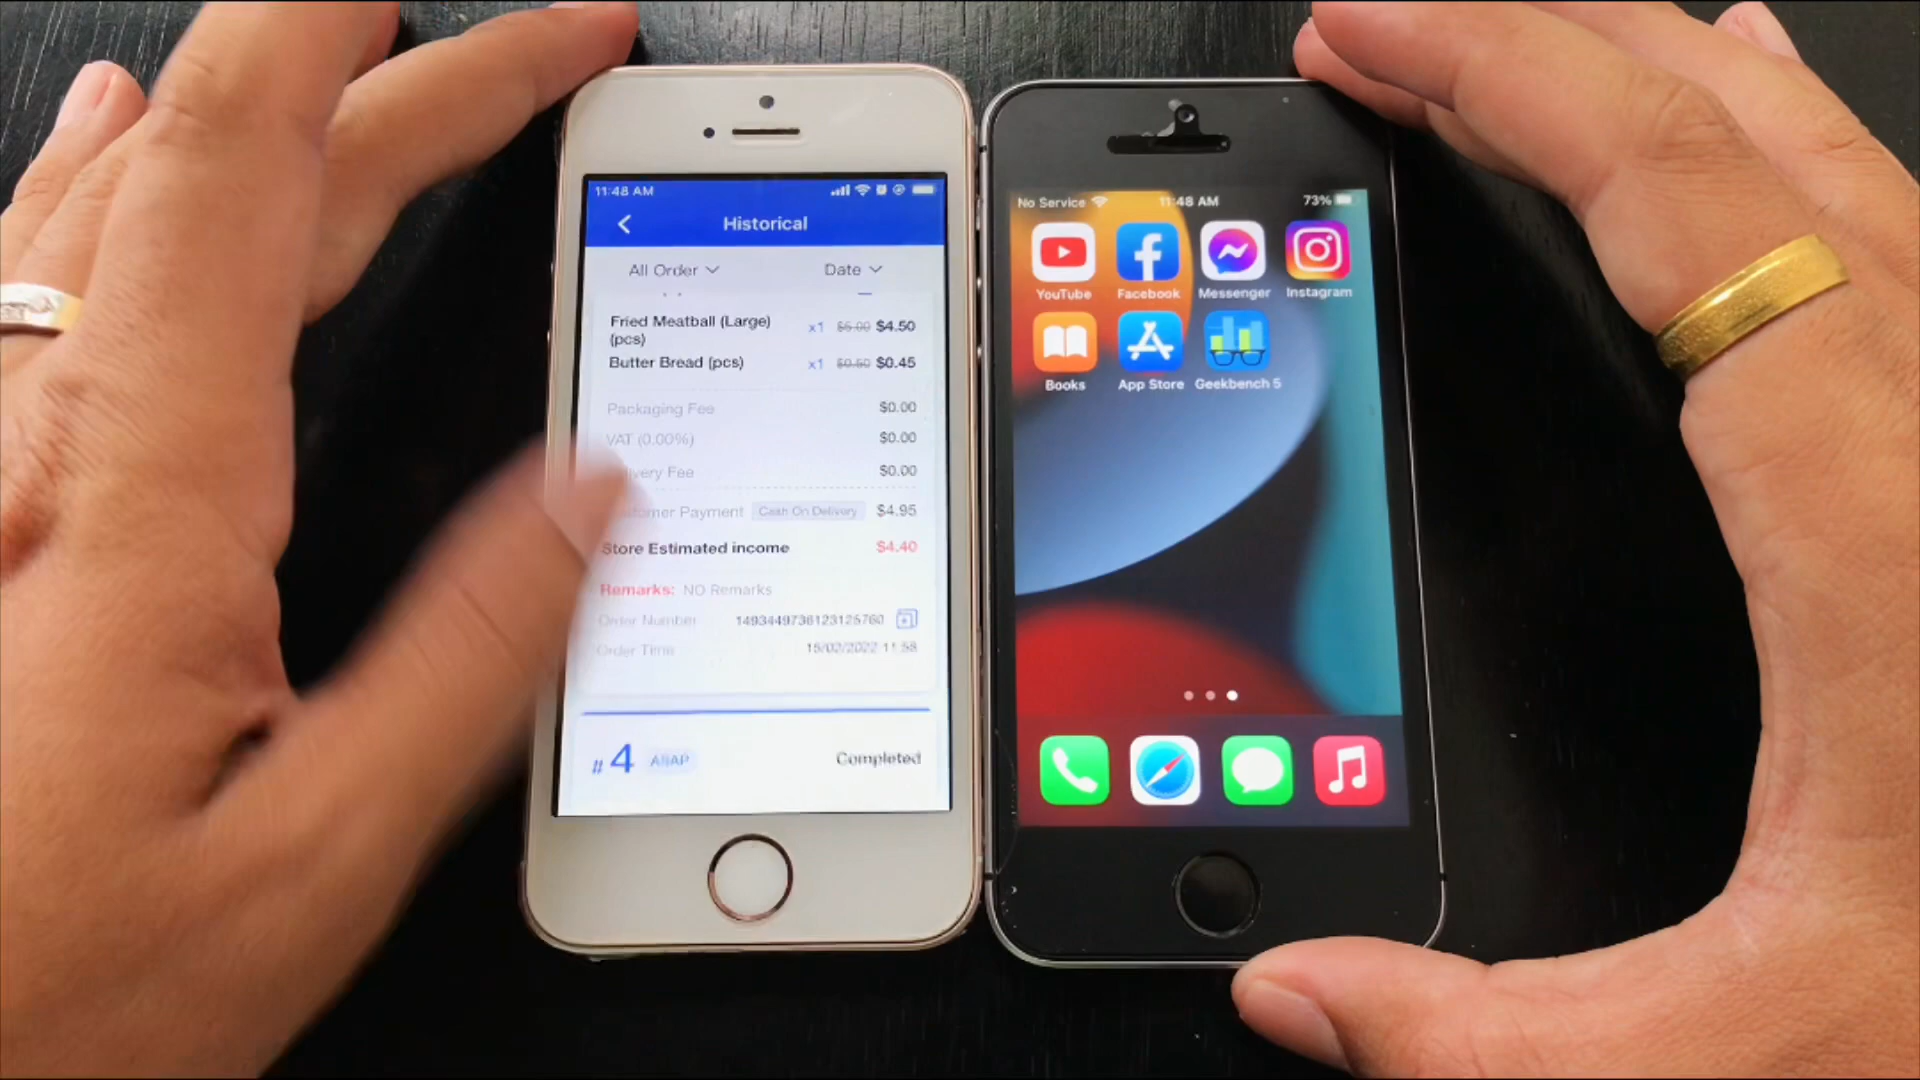 11:48 AM
Historical
All Order
Date
Fried Meatball (Large) x1 $5.00 $4.50
(pcs)
Butter Bread (pcs) x1 $0.50 $0.45
Packaging Fee $0.00
VAT (0.00%) $0.00
livery Fee $0.00
tomer Payment Cash On Delivery $4.95
Store Estimated income $4.40
Remarks: NO Remarks
Order Number 1493449736123125760
Order Time 15/02/2022 11:58
# 4 ASAP Completed
No Service 11:48 AM 73%
YouTube Facebook Messenger Instagram
Books App Store Geekbench 5